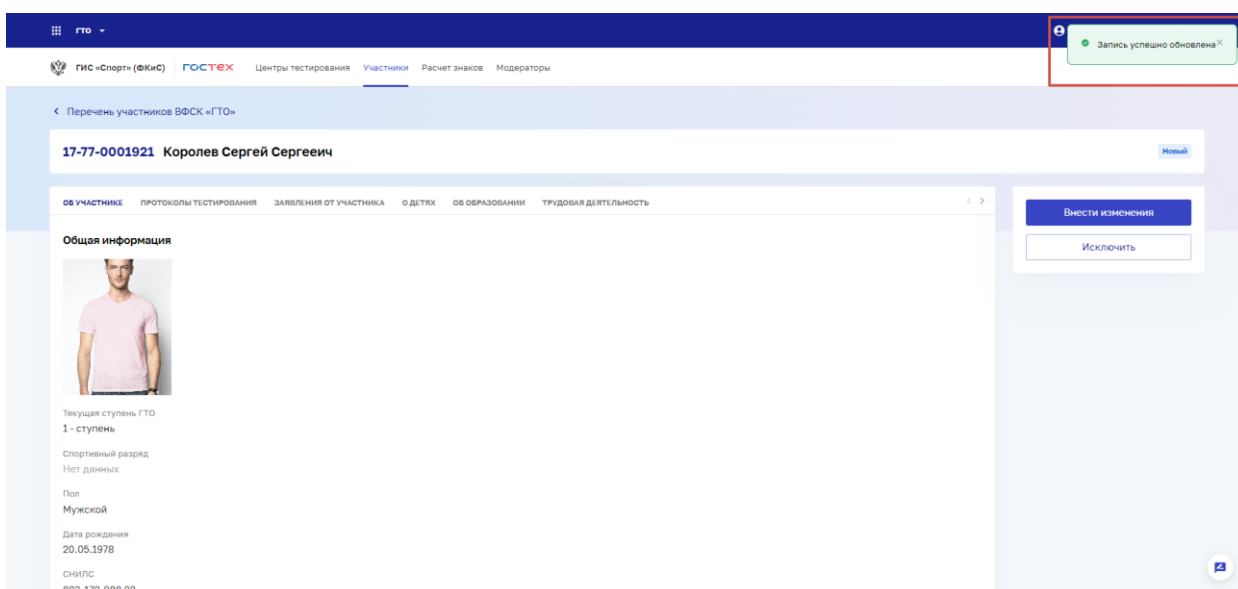 ГТО
Запись успешно обновлена
ГИС «Спорт» (ФКиС) ГОСТЕХ Центры тестирования Участники Расчет знаков Модераторы
Перечень участников ВФСК «ГТО»
17-77-0001921 Королев Сергей Сергееич
Новый
ОБ УЧАСТНИКЕ ПРОТОКОЛЫ ТЕСТИРОВАНИЯ ЗАЯВЛЕНИЯ ОТ УЧАСТНИКА О ДЕТЯХ ОБ ОБРАЗОВАНИИ ТРУДОВАЯ ДЕЯТЕЛЬНОСТЬ
Внести изменения
Исключить
Общая информация
Текущая ступень ГТО
1 - ступень
Спортивный разряд
Нет данных
Пол
Мужской
Дата рождения
20.05.1978
СНИЛС